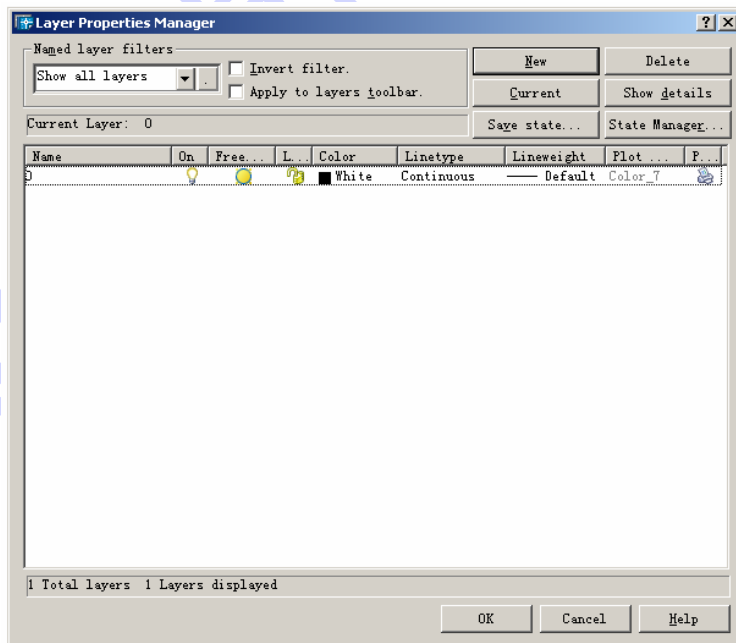 Layer Properties Manager
Named layer filters
Show all layers
.
Invert filter.
Apply to layers toolbar.
New
Delete
Current
Show details
Current Layer: 0
Save state...
State Manager...
Name On Free... L... Color Linetype Lineweight Plot ... P...
0 White Continuous Default Color_7
1 Total layers 1 Layers displayed
OK
Cancel
Help